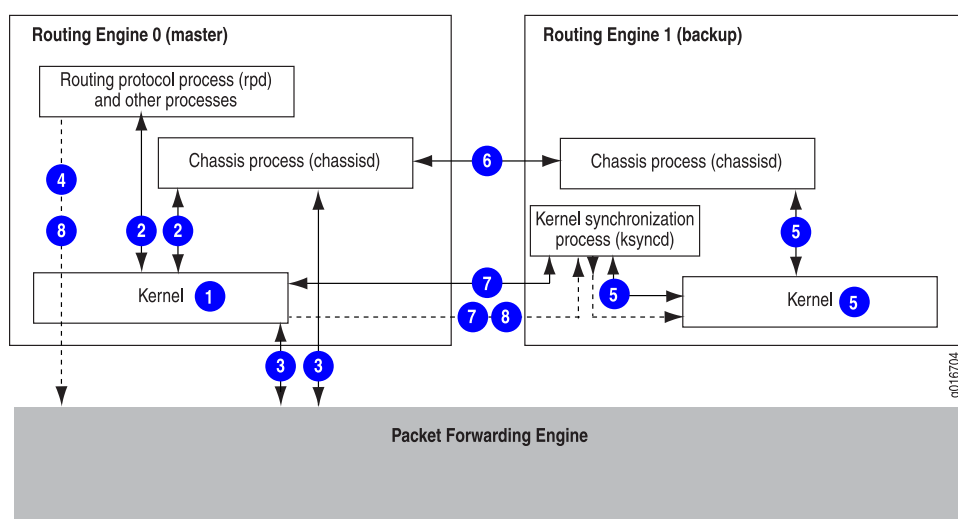 Routing Engine 0 (master)
Routing Engine 1 (backup)
Routing protocol process (rpd)
and other processes
Chassis process (chassisd)
6
Chassis process (chassisd)
4
8
2
2
Kernel synchronization
process (ksyncd)
5
Kernel 1
7
5
Kernel 5
7 8
3
3
g016704
Packet Forwarding Engine